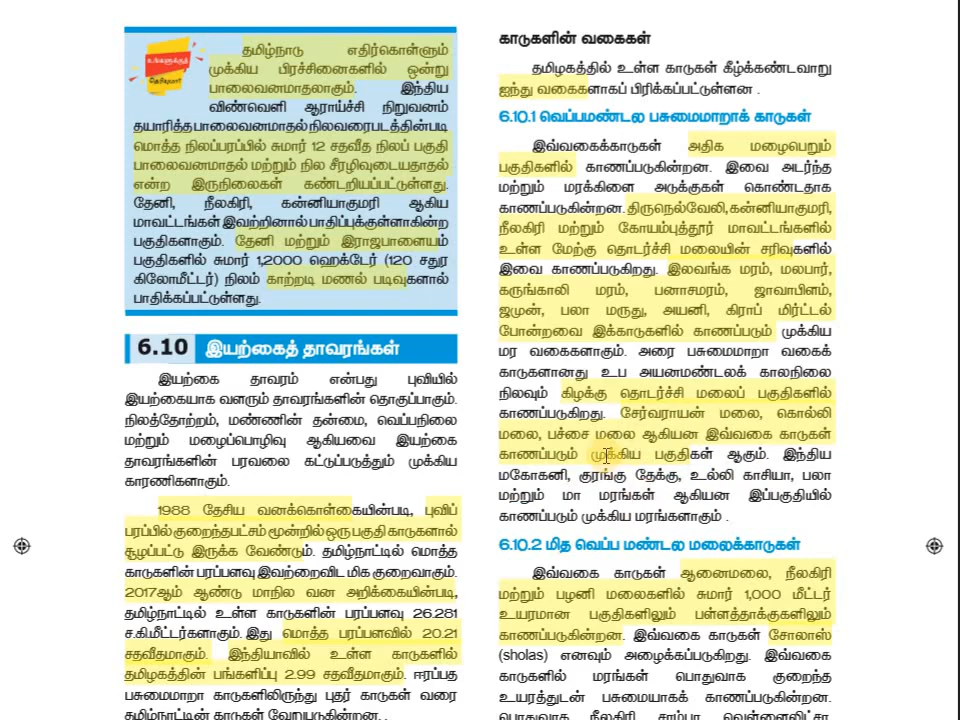 உங்களுக்குத்
தெரியுமா?
தமிழ்நாடு எதிர்கொள்ளும்
முக்கிய பிரச்சினைகளில் ஒன்று
பாலைவனமாதலாகும். இந்திய
விண்வெளி ஆராய்ச்சி நிறுவனம்
தயாரித்த பாலைவனமாதல் நிலவரைபடத்தின்படி
மொத்த நிலப்பரப்பில் சுமார் 12 சதவீத நிலப் பகுதி
பாலைவனமாதல் மற்றும் நில சீரழிவுடையதாதல்
என்ற இருநிலைகள் கண்டறியப்பட்டுள்ளது.
தேனி, நீலகிரி, கன்னியாகுமரி ஆகிய
மாவட்டங்கள் இவற்றினால் பாதிப்புக்குள்ளாகின்ற
பகுதிகளாகும். தேனி மற்றும் இராஜபாளையம்
பகுதிகளில் சுமார் 1,2000 ஹெக்டேர் (120 சதுர
கிலோமீட்டர்) நிலம் காற்றடி மணல் படிவுகளால்
பாதிக்கப்பட்டுள்ளது.
6.10 இயற்கைத் தாவரங்கள்
இயற்கை தாவரம் என்பது புவியில்
இயற்கையாக வளரும் தாவரங்களின் தொகுப்பாகும்.
நிலத்தோற்றம், மண்ணின் தன்மை, வெப்பநிலை
மற்றும் மழைப்பொழிவு ஆகியவை இயற்கை
தாவரங்களின் பரவலை கட்டுப்படுத்தும் முக்கிய
காரணிகளாகும்.
1988 தேசிய வனக்கொள்கையின்படி, புவிப்
பரப்பில் குறைந்தபட்சம் மூன்றில் ஒரு பகுதி காடுகளால்
சூழப்பட்டு இருக்க வேண்டும். தமிழ்நாட்டில் மொத்த
காடுகளின் பரப்பளவு இவற்றைவிட மிக குறைவாகும்.
2017ஆம் ஆண்டு மாநில வன அறிக்கையின்படி,
தமிழ்நாட்டில் உள்ள காடுகளின் பரப்பளவு 26.281
ச.கி.மீட்டர்களாகும். இது மொத்த பரப்பளவில் 20.21
சதவீதமாகும். இந்தியாவில் உள்ள காடுகளில்
தமிழகத்தின் பங்களிப்பு 2.99 சதவீதமாகும். ஈரப்பத
பசுமைமாறா காடுகளிலிருந்து புதர் காடுகள் வரை
தமிழ்நாட்டின் காடுகள் வேறுபடுகின்றன. .
காடுகளின் வகைகள்
தமிழகத்தில் உள்ள காடுகள் கீழ்க்கண்டவாறு
ஐந்து வகைகளாகப் பிரிக்கப்பட்டுள்ளன .
6.10.1 வெப்பமண்டல பசுமைமாறாக் காடுகள்
இவ்வகைக்காடுகள் அதிக மழைபெறும்
பகுதிகளில் காணப்படுகின்றன. இவை அடர்ந்த
மற்றும் மரக்கிளை அடுக்குகள் கொண்டதாக
காணப்படுகின்றன. திருநெல்வேலி, கன்னியாகுமரி,
நீலகிரி மற்றும் கோயம்புத்தூர் மாவட்டங்களில்
உள்ள மேற்கு தொடர்ச்சி மலையின் சரிவுகளில்
இவை காணப்படுகிறது. இலவங்க மரம், மலபார்,
கருங்காலி மரம், பனாசமரம், ஜாவாபிளம்,
ஜமுன், பலா மருது, அயனி, கிராப் மிர்ட்டல்
போன்றவை இக்காடுகளில் காணப்படும் முக்கிய
மர வகைகளாகும். அரை பசுமைமாறா வகைக்
காடுகளானது உப அயனமண்டலக் காலநிலை
நிலவும் கிழக்கு தொடர்ச்சி மலைப் பகுதிகளில்
காணப்படுகிறது. சேர்வராயன் மலை, கொல்லி
மலை, பச்சை மலை ஆகியன இவ்வகை காடுகள்
காணப்படும் முக்கிய பகுதிகள் ஆகும். இந்திய
மகோகனி, குரங்கு தேக்கு, உல்லி காசியா, பலா
மற்றும் மா மரங்கள் ஆகியன இப்பகுதியில்
காணப்படும் முக்கிய மரங்களாகும் .
6.10.2 மித வெப்ப மண்டல மலைக்காடுகள்
இவ்வகை காடுகள் ஆனைமலை, நீலகிரி
மற்றும் பழனி மலைகளில் சுமார் 1,000 மீட்டர்
உயரமான பகுதிகளிலும் பள்ளத்தாக்குகளிலும்
காணப்படுகின்றன. இவ்வகை காடுகள் சோலாஸ்
(sholas) எனவும் அழைக்கப்படுகிறது. இவ்வகை
காடுகளில் மரங்கள் பொதுவாக குறைந்த
உயரத்துடன் பசுமையாகக் காணப்படுகின்றன.
பொதுவாக நீலகிரி சாம்பா, வெள்ளைலிட்சா,